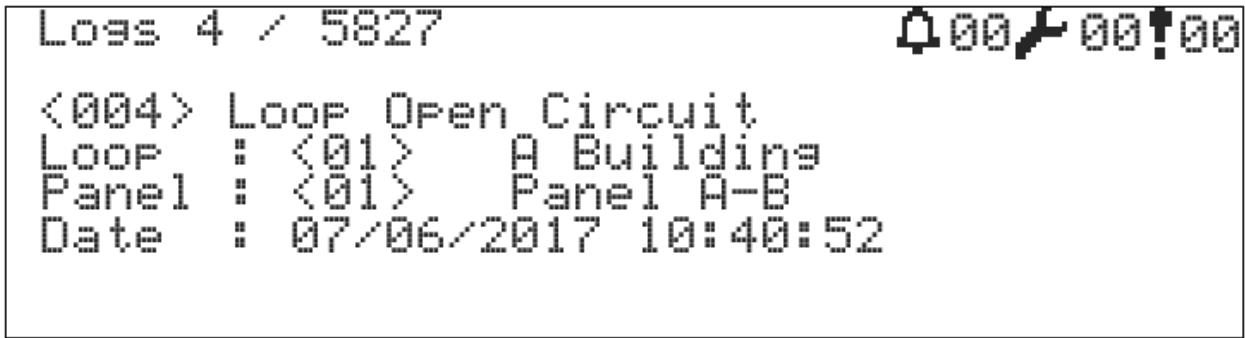 Logs 4 / 5827 00 00 00
<004> Loop Open Circuit
Loop : <01> A Building
Panel : <01> Panel A-B
Date : 07/06/2017 10:40:52